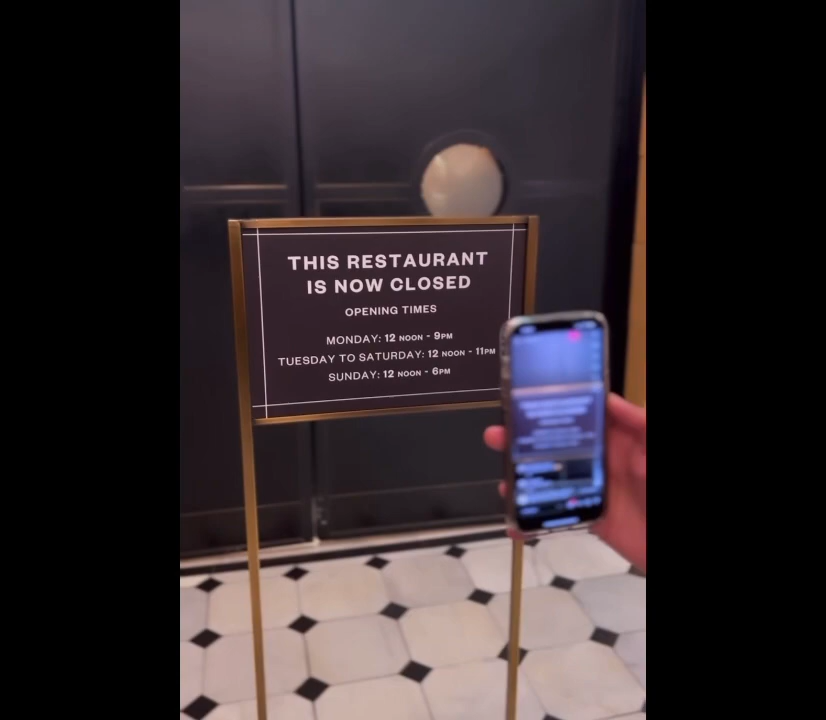 THIS RESTAURANT
IS NOW CLOSED
OPENING TIMES
MONDAY: 12 NOON - 9PM
TUESDAY TO SATURDAY: 12 NOON - 11PM
SUNDAY: 12 NOON - 6PM